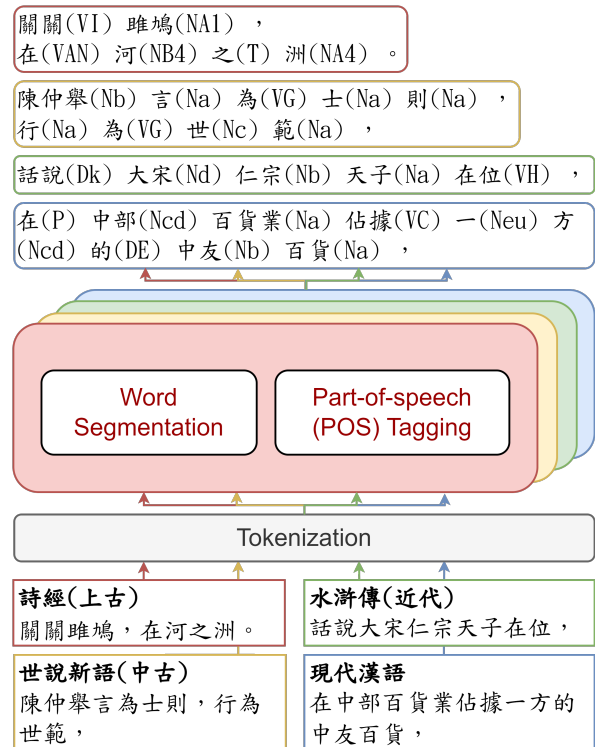 關關(VI) 雎鳩(NA1) ，
在(VAN) 河(NB4) 之(T) 洲(NA4) 。
陳仲舉(Nb) 言(Na) 為(VG) 士(Na) 則(Na) ，
行(Na) 為(VG) 世(Nc) 範(Na) ，
話說(Dk) 大宋(Nd) 仁宗(Nb) 天子(Na) 在位(VH) ，
在(P) 中部(Ncd) 百貨業(Na) 佔據(VC) 一(Neu) 方
(Ncd) 的(DE) 中友(Nb) 百貨(Na) ，
Word
Segmentation
Part-of-speech
(POS) Tagging
Tokenization
詩經(上古)
關關雎鳩，在河之洲。
世說新語(中古)
陳仲舉言為士則，行為
世範，
水滸傳(近代)
話說大宋仁宗天子在位，
現代漢語
在中部百貨業佔據一方的
中友百貨，